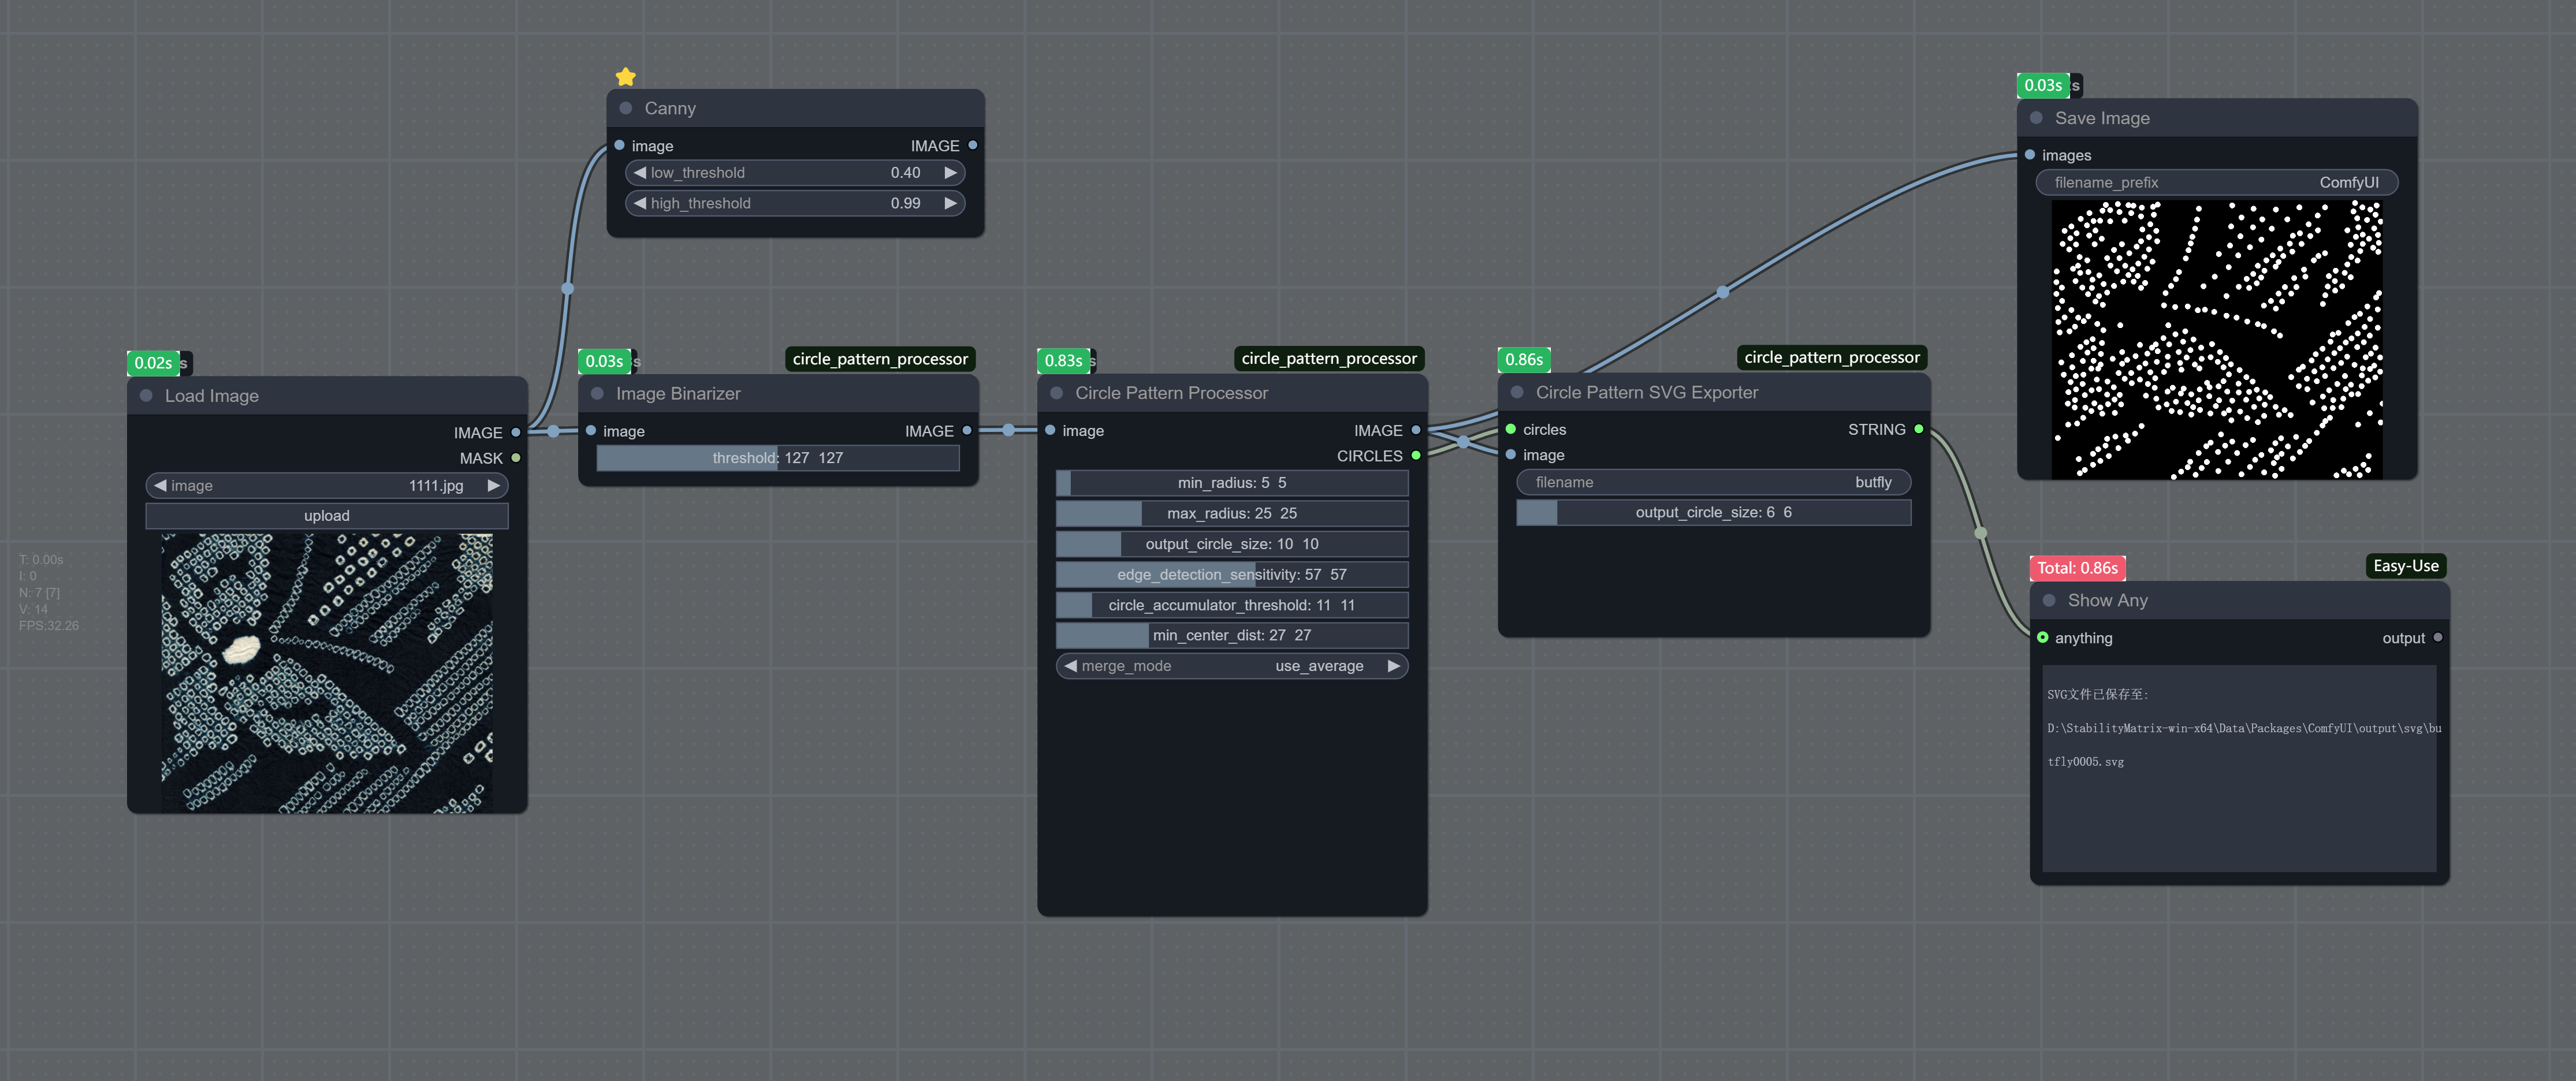 Canny
image IMAGE
low_threshold 0.40
high_threshold 0.99
0.03s s
Save Image
images
filename_prefix ComfyUI
0.02s s
Load Image
IMAGE
MASK
image 1111.jpg
upload
0.03s s
circle_pattern_processor
Image Binarizer
image IMAGE
threshold: 127 127
0.83s s
circle_pattern_processor
Circle Pattern Processor
image IMAGE
CIRCLES
min_radius: 5 5
max_radius: 25 25
output_circle_size: 10 10
edge_detection_sensitivity: 57 57
circle_accumulator_threshold: 11 11
min_center_dist: 27 27
merge_mode use_average
0.86s
circle_pattern_processor
Circle Pattern SVG Exporter
circles STRING
image
filename butfly
output_circle_size: 6 6
Total: 0.86s
Easy-Use
Show Any
anything output
SVG文件已保存至:
D:\StabilityMatrix-win-x64\Data\Packages\ComfyUI\output\svg\bu
tfly0005.svg
T: 0.00s
I: 0
N: 7 [7]
V: 14
FPS:32.26